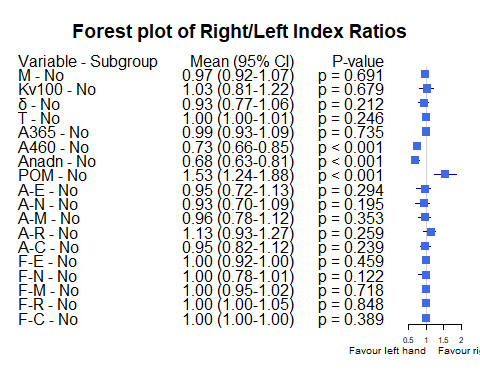 Forest plot of Right/Left Index Ratios
Variable - Subgroup Mean (95% CI) P-value
M - No 0.97 (0.92-1.07) p = 0.691
Kv100 - No 1.03 (0.81-1.22) p = 0.679
δ - No 0.93 (0.77-1.06) p = 0.212
T - No 1.00 (1.00-1.01) p = 0.246
A365 - No 0.99 (0.93-1.09) p = 0.735
A460 - No 0.73 (0.66-0.85) p < 0.001
Anadn - No 0.68 (0.63-0.81) p < 0.001
POM - No 1.53 (1.24-1.88) p < 0.001
A-E - No 0.95 (0.72-1.13) p = 0.294
A-N - No 0.93 (0.70-1.09) p = 0.195
A-M - No 0.96 (0.78-1.12) p = 0.353
A-R - No 1.13 (0.93-1.27) p = 0.259
A-C - No 0.95 (0.82-1.12) p = 0.239
F-E - No 1.00 (0.92-1.00) p = 0.459
F-N - No 1.00 (0.78-1.01) p = 0.122
F-M - No 1.00 (0.95-1.02) p = 0.718
F-R - No 1.00 (1.00-1.05) p = 0.848
F-C - No 1.00 (1.00-1.00) p = 0.389
0.5 1 1.5 2
Favour left hand Favour ri